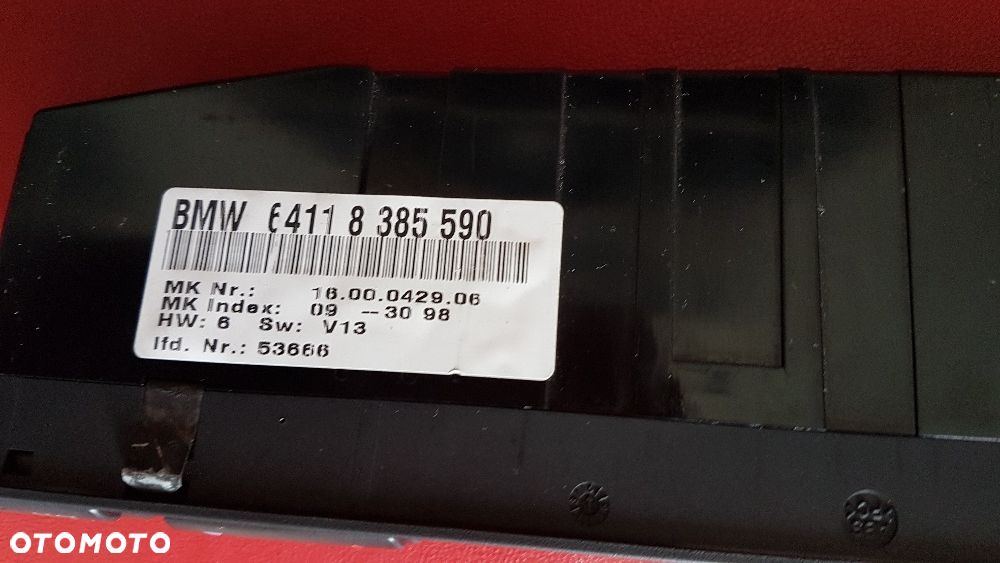 BMW 6411 8 385 590
MK Nr.: 16.00.0429.06
MK Index: 09 --30 98
HW: 6 Sw: V13
lfd. Nr.: 53666
OTOMOTO